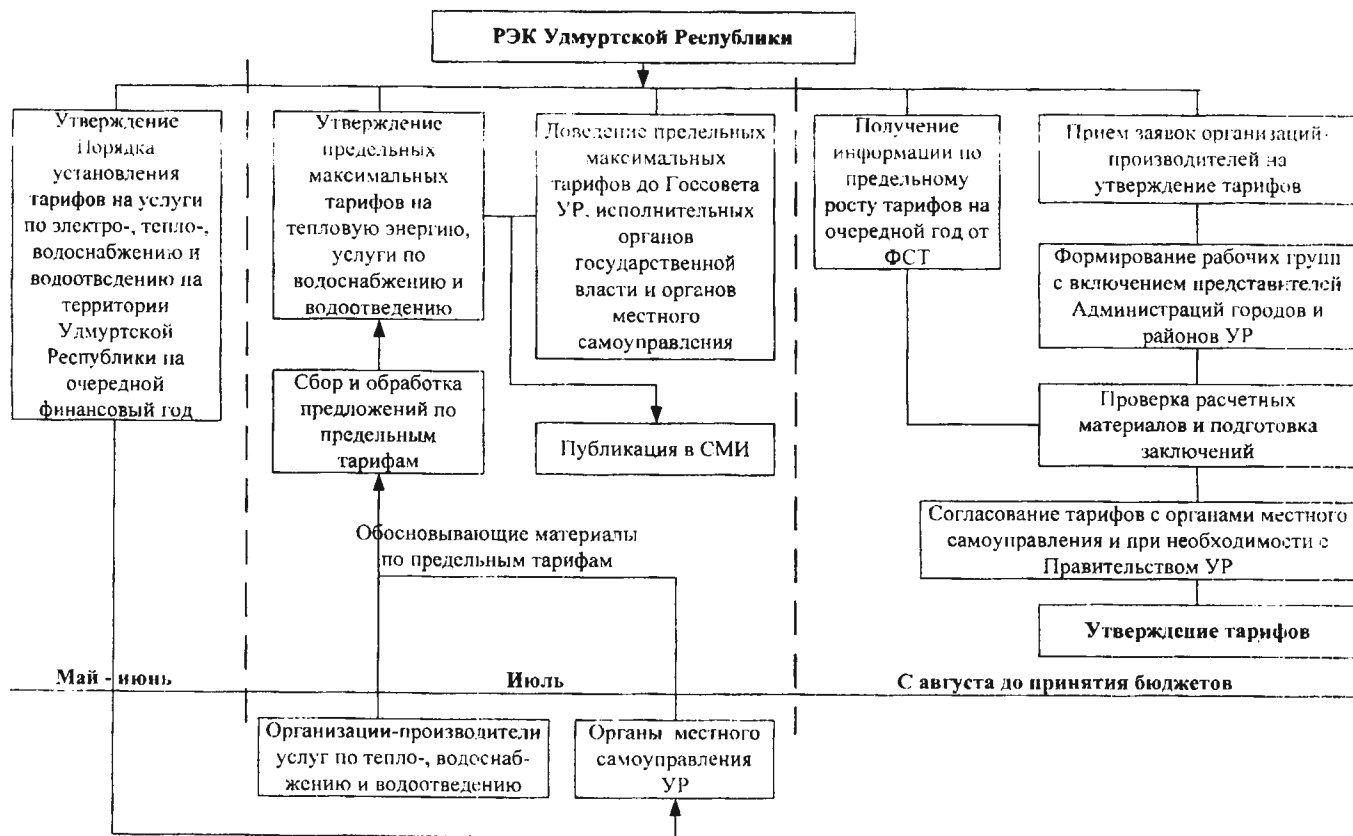 РЭК Удмуртской Республики
Утверждение
Порядка
установления
тарифов на услуги
по электро-, тепло-,
водоснабжению и
водоотведению на
территории
Удмуртской
Республики на
очередной
финансовый год
Утверждение
предельных
максимальных
тарифов на
тепловую энергию,
услуги по
водоснабжению и
водоотведению
Доведение предельных
максимальных
тарифов до Госсовета
УР, исполнительных
органов
государственной
власти и органов
местного
самоуправления
Получение
информации по
предельному
росту тарифов на
очередной год от
ФСТ
Прием заявок организаций-
производителей на
утверждение тарифов
Формирование рабочих групп
с включением представителей
Администраций городов и
районов УР
Сбор и обработка
предложений по
предельным
тарифам
Публикация в СМИ
Проверка расчетных
материалов и подготовка
заключений
Обосновывающие материалы
по предельным тарифам
Согласование тарифов с органами местного
самоуправления и при необходимости с
Правительством УР
Утверждение тарифов
Май - июнь
Июль
С августа до принятия бюджетов
Организации-производители
услуг по тепло-, водоснаб-
жению и водоотведению
Органы местного
самоуправления
УР